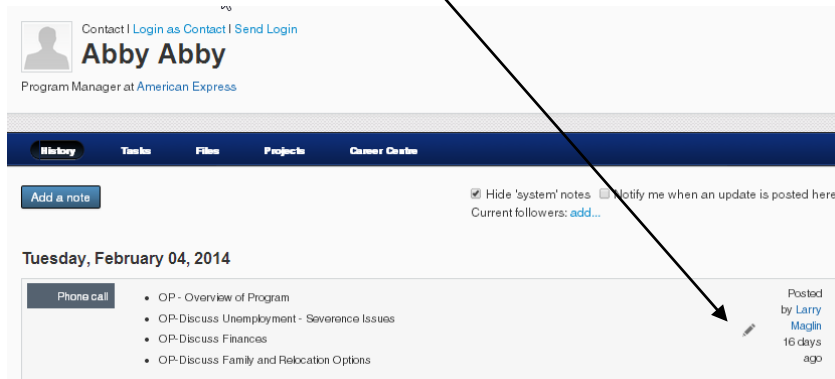 Contact | Login as Contact | Send Login
Abby Abby
Program Manager at American Express
History Tasks Files Projects Career Centre
Add a note
Hide 'system' notes Notify me when an update is posted here
Current followers: add...
Tuesday, February 04, 2014
Phone call
• OP - Overview of Program
• OP-Discuss Unemployment - Severence Issues
• OP-Discuss Finances
• OP-Discuss Family and Relocation Options
Posted
by Larry
Maglin
16 days
ago